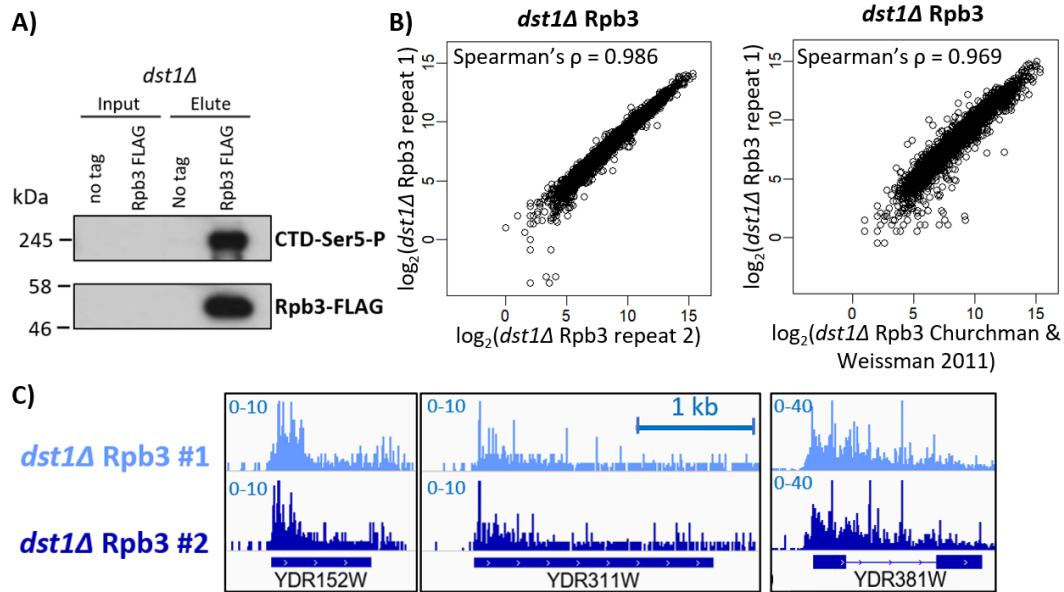 A)
dst1Δ
Input
Elute
no tag
Rpb3 FLAG
No tag
Rpb3 FLAG
kDa
245
CTD-Ser5-P
58
46
Rpb3-FLAG
B)
dst1Δ Rpb3
Spearman’s ρ = 0.986
log2(dst1Δ Rpb3 repeat 1)
15
10
5
0
0
5
10
15
log2(dst1Δ Rpb3 repeat 2)
dst1Δ Rpb3
Spearman’s ρ = 0.969
log2(dst1Δ Rpb3 repeat 1)
15
10
5
0
0
5
10
15
log2(dst1Δ Rpb3 Churchman &
Weissman 2011)
C)
dst1Δ Rpb3 #1
0-10
0-10
1 kb
0-40
dst1Δ Rpb3 #2
0-10
0-10
0-40
YDR152W
YDR311W
YDR381W